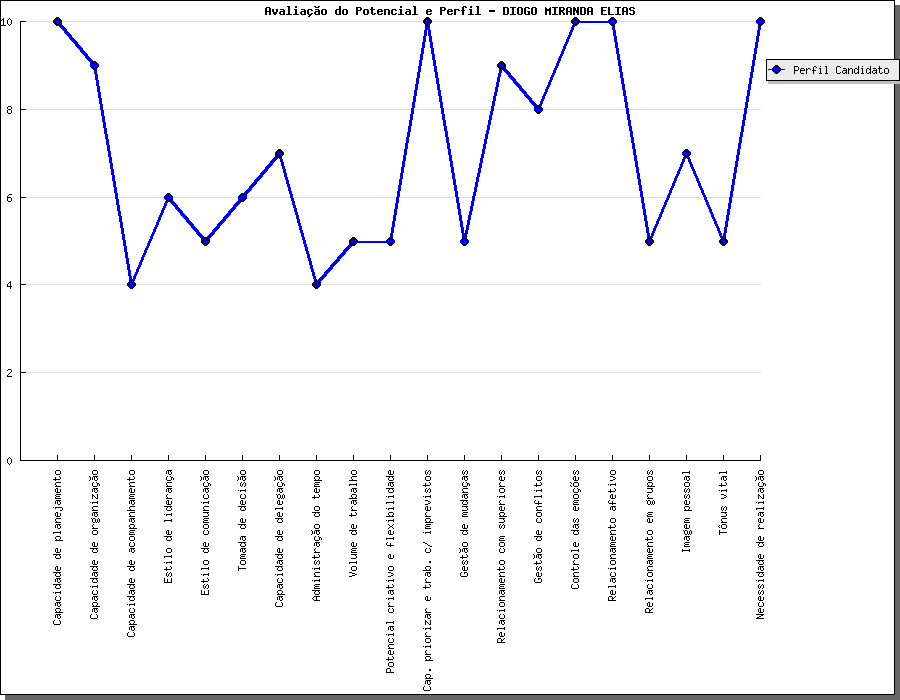 Avaliação do Potencial e Perfil - DIOGO MIRANDA ELIAS
10
8
6
4
2
0
Perfil Candidato
Capacidade de planejamento
Capacidade de organização
Capacidade de acompanhamento
Estilo de liderança
Estilo de comunicação
Tomada de decisão
Capacidade de delegação
Administração do tempo
Volume de trabalho
Potencial criativo e flexibilidade
Cap. priorizar e trab. c/ imprevistos
Gestão de mudanças
Relacionamento com superiores
Gestão de conflitos
Controle das emoções
Relacionamento afetivo
Relacionamento em grupos
Imagem pessoal
Tônus vital
Necessidade de realização